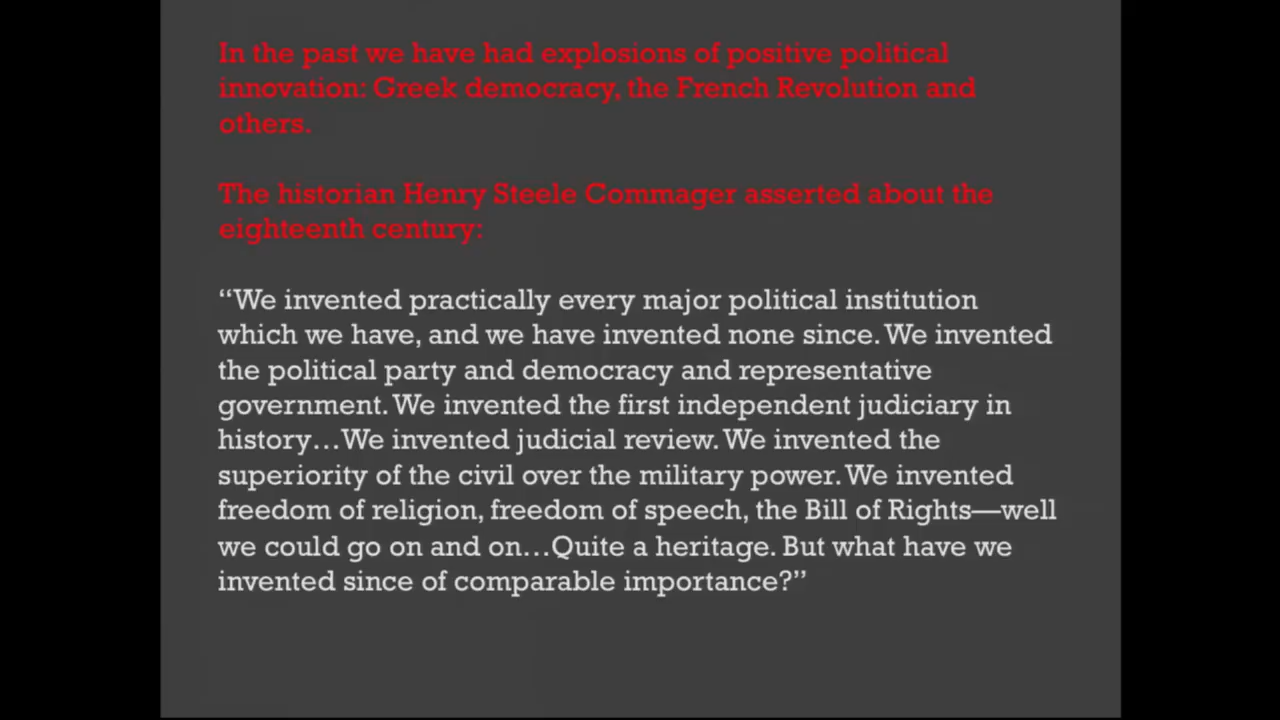 In the past we have had explosions of positive political
innovation: Greek democracy, the French Revolution and
others.
The historian Henry Steele Commager asserted about the
eighteenth century:
“We invented practically every major political institution
which we have, and we have invented none since. We invented
the political party and democracy and representative
government. We invented the first independent judiciary in
history…We invented judicial review. We invented the
superiority of the civil over the military power. We invented
freedom of religion, freedom of speech, the Bill of Rights—well
we could go on and on…Quite a heritage. But what have we
invented since of comparable importance?”